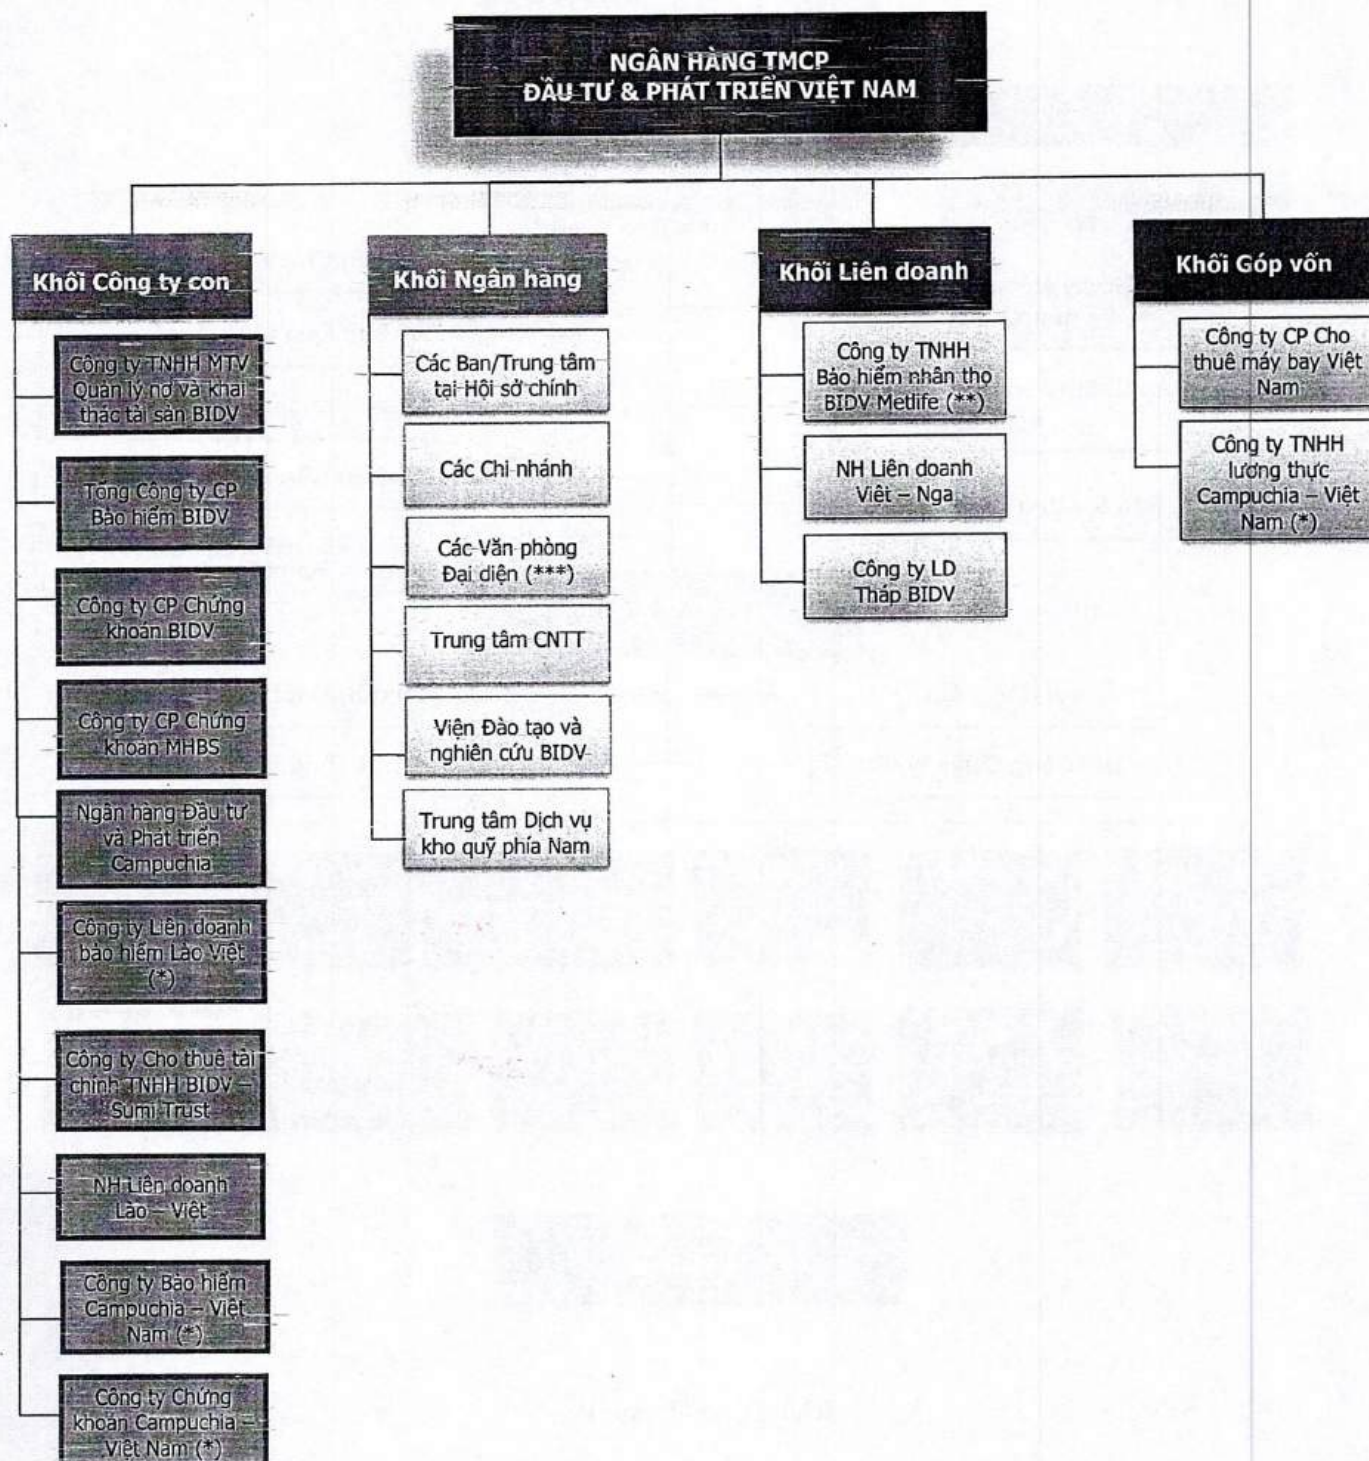 NGÂN HÀNG TMCP
ĐẦU TƯ & PHÁT TRIỂN VIỆT NAM
Khối Công ty con
Công ty TNHH MTV
Quản lý nợ và khai
thác tài sản BIDV
Tổng Công ty CP
Bảo hiểm BIDV
Công ty CP Chứng
khoán BIDV
Công ty CP Chứng
khoán MHBS
Ngân hàng Đầu tư
và Phát triển
Campuchia
Công ty Liên doanh
bảo hiểm Lào Việt
(*)
Công ty Cho thuê tài
chính TNHH BIDV –
Sumi Trust
NH Liên doanh
Lào – Việt
Công ty Bảo hiểm
Campuchia – Việt
Nam (*)
Công ty Chứng
khoán Campuchia –
Việt Nam (*)
Khối Ngân hàng
Các Ban/Trung tâm
tại Hội sở chính
Các Chi nhánh
Các Văn phòng
Đại diện (***)
Trung tâm CNTT
Viện Đào tạo và
nghiên cứu BIDV
Trung tâm Dịch vụ
kho quỹ phía Nam
Khối Liên doanh
Công ty TNHH
Bảo hiểm nhân thọ
BIDV Metlife (**)
NH Liên doanh
Việt – Nga
Công ty LD
Tháp BIDV
Khối Góp vốn
Công ty CP Cho
thuê máy bay Việt
Nam
Công ty TNHH
lương thực
Campuchia – Việt
Nam (*)